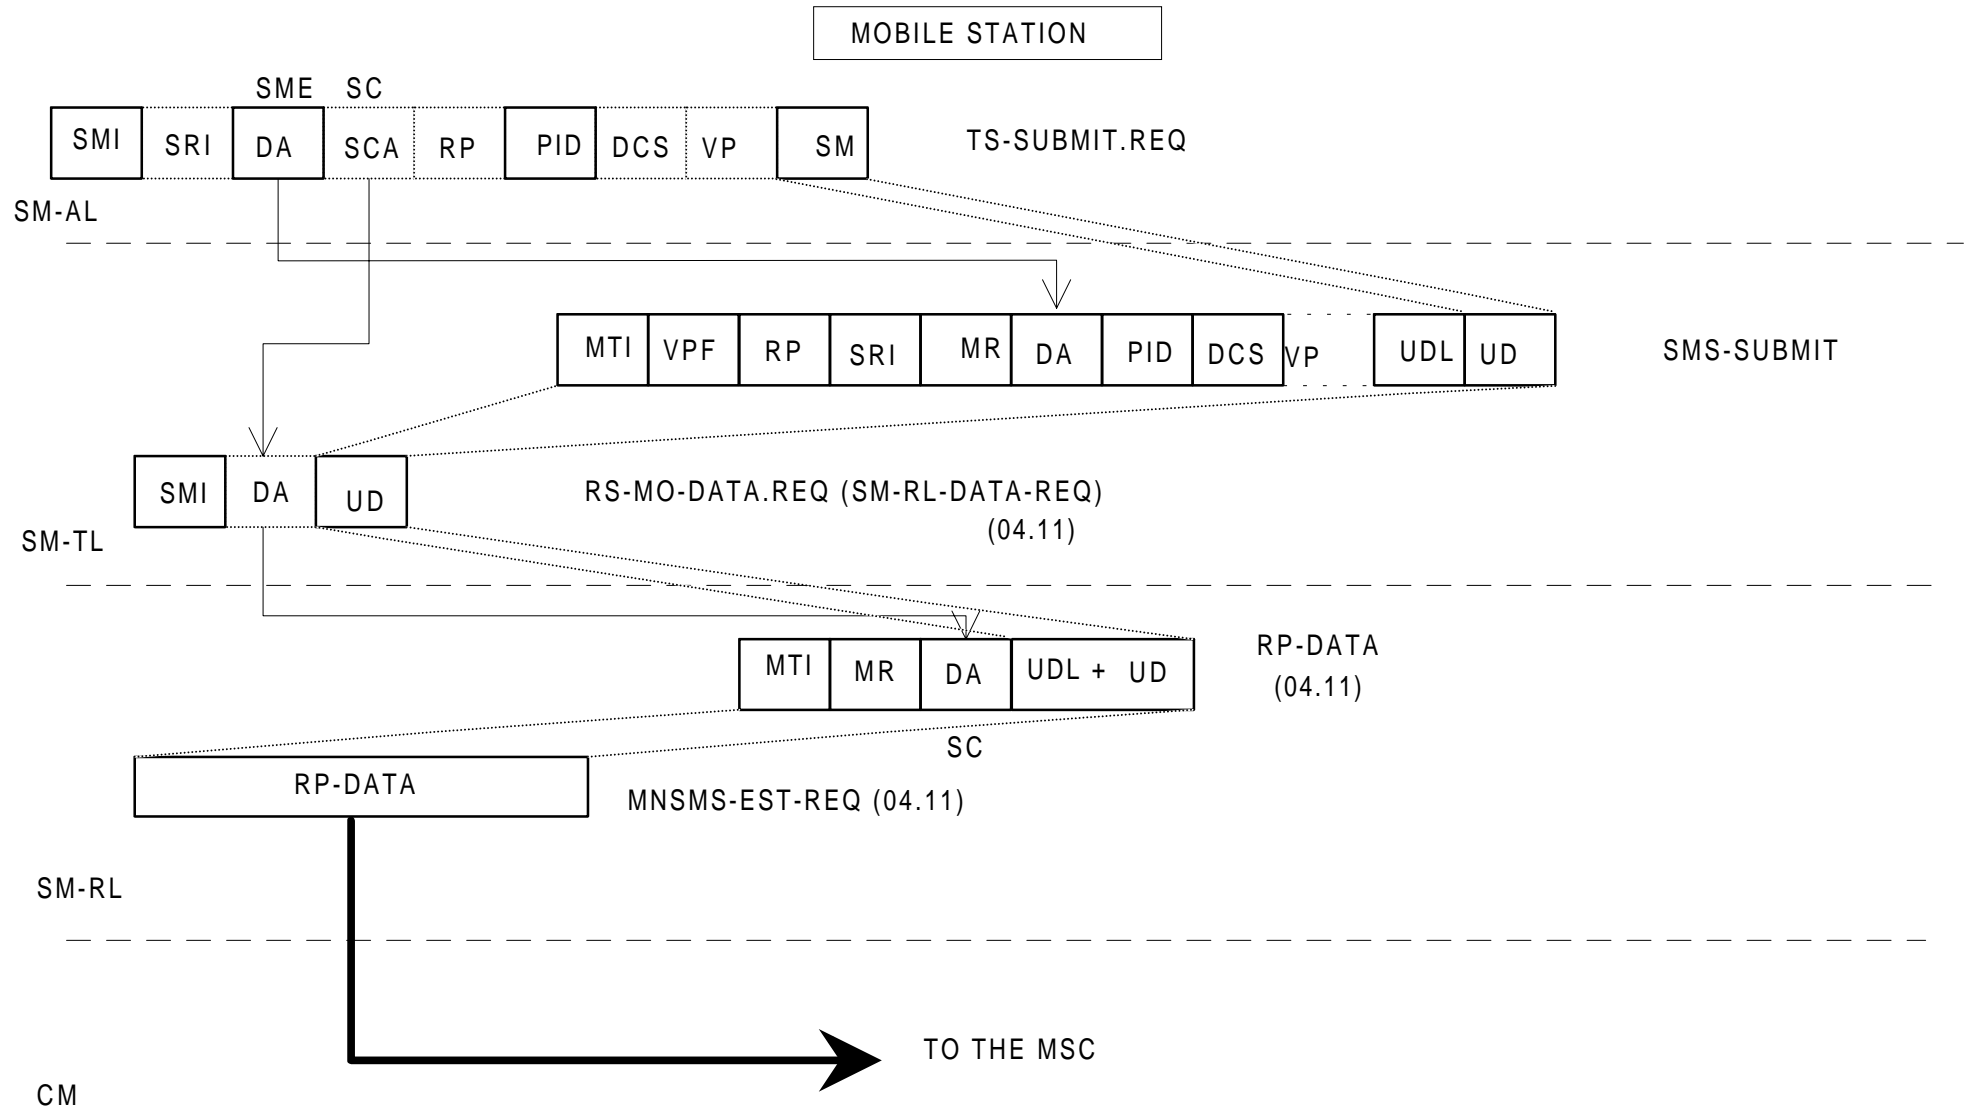 MOBILE STATION
SME SC
SMI SRI DA SCA RP PID DCS VP SM
TS-SUBMIT.REQ
SM-AL
MTI VPF RP SRI MR DA PID DCS VP UDL UD
SMS-SUBMIT
SMI DA UD
RS-MO-DATA.REQ (SM-RL-DATA-REQ)
(04.11)
SM-TL
MTI MR DA UDL + UD
RP-DATA
(04.11)
SC
RP-DATA
MNSMS-EST-REQ (04.11)
SM-RL
TO THE MSC
CM